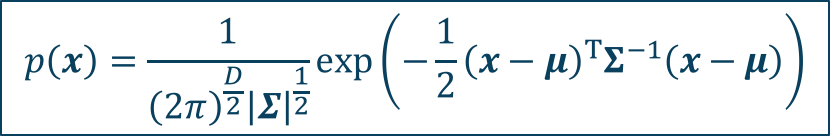 p(x) = 1 / ((2π)^(D/2) |Σ|^(1/2)) exp(−1/2 (x − μ)ᵀ Σ⁻¹ (x − μ))